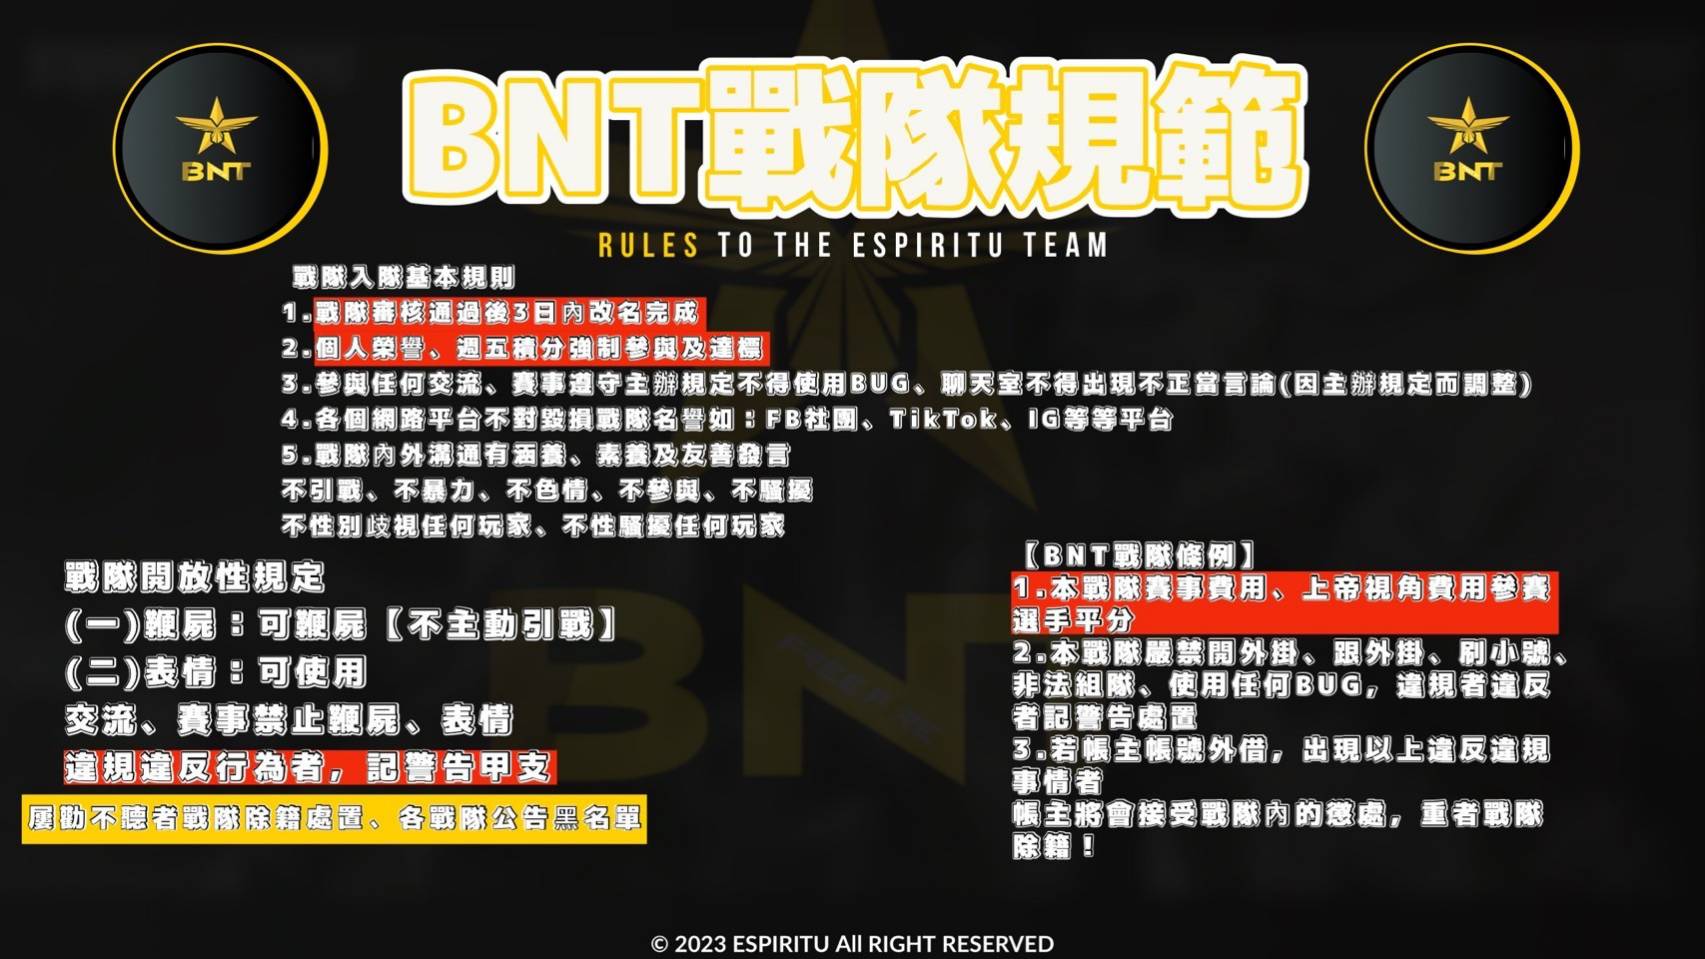 BNT
BNT戰隊規範
BNT
RULES TO THE ESPIRITU TEAM
戰隊入隊基本規則
1.戰隊審核通過後3日內改名完成
2.個人榮譽、週五積分強制參與及達標
3.參與任何交流、賽事遵守主辦規定不得使用BUG、聊天室不得出現不正當言論(因主辦規定而調整)
4.各個網路平台不對毀損戰隊名譽如：FB社團、TikTok、IG等等平台
5.戰隊內外溝通有涵養、素養及友善發言
不引戰、不暴力、不色情、不參與、不騷擾
不性別歧視任何玩家、不性騷擾任何玩家
戰隊開放性規定
(一)鞭屍：可鞭屍【不主動引戰】
(二)表情：可使用
交流、賽事禁止鞭屍、表情
違規違反行為者，記警告甲支
屢勸不聽者戰隊除籍處置、各戰隊公告黑名單
【BNT戰隊條例】
1.本戰隊賽事費用、上帝視角費用參賽
選手平分
2.本戰隊嚴禁開外掛、跟外掛、刷小號、
非法組隊、使用任何BUG，違規者違反
者記警告處置
3.若帳主帳號外借，出現以上違反違規
事情者
帳主將會接受戰隊內的懲處，重者戰隊
除籍！
BNT
© 2023 ESPIRITU All RIGHT RESERVED